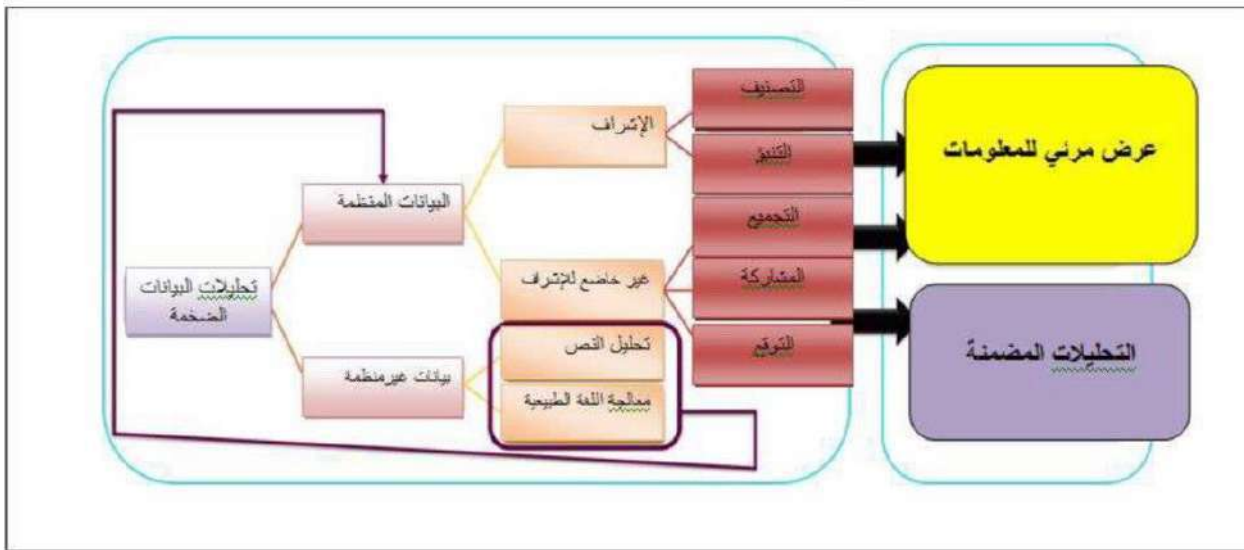 التصنيف
الإشراف
عرض مرئي للمعلومات
التنبؤ
البيانات المنظمة
التجميع
غير خاضع للإشراف
المشاركة
تحليلات البيانات
الضخمة
تحليل النص
التوقع
التحليلات المضمنة
بيانات غيرمنظمة
معالجة اللغة الطبيعية